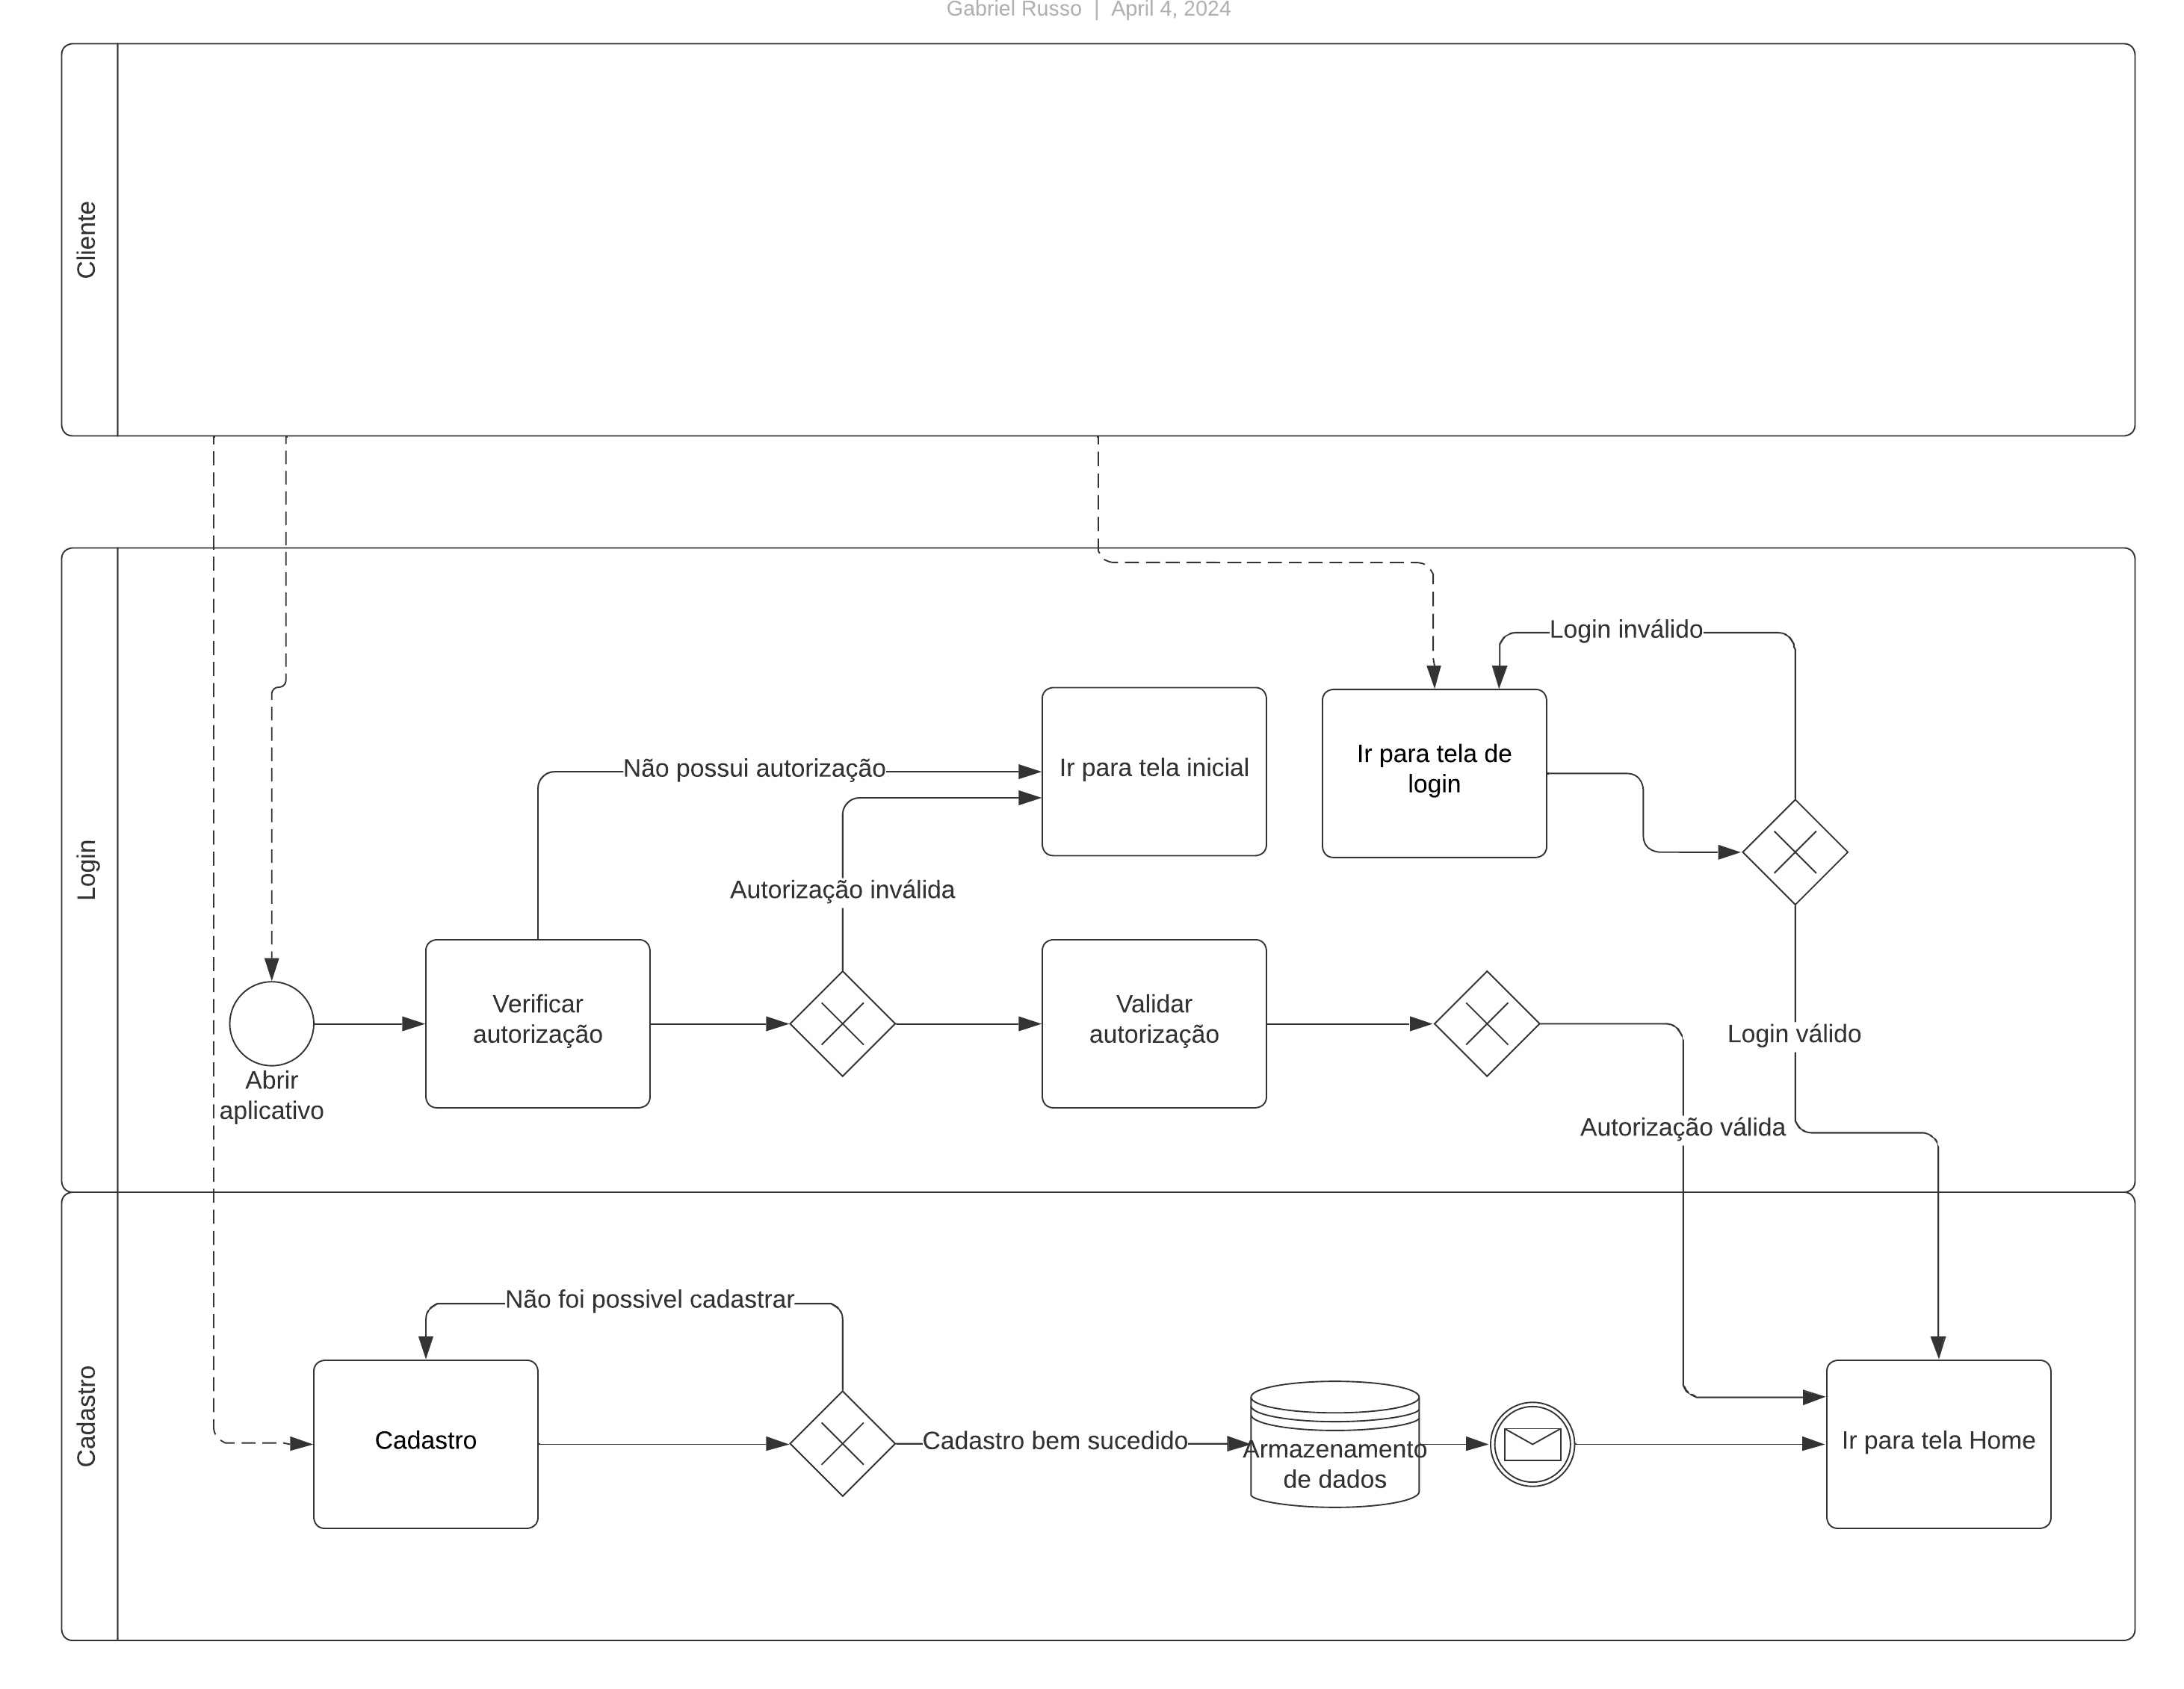 Gabriel Russo | April 4, 2024
Cliente
Login
Login inválido
Não possui autorização
Ir para tela inicial
Ir para tela de
login
Autorização inválida
Verificar
autorização
Validar
autorização
Login válido
Abrir
aplicativo
Autorização válida
Cadastro
Não foi possivel cadastrar
Cadastro
Cadastro bem sucedido
Armazenamento
de dados
Ir para tela Home